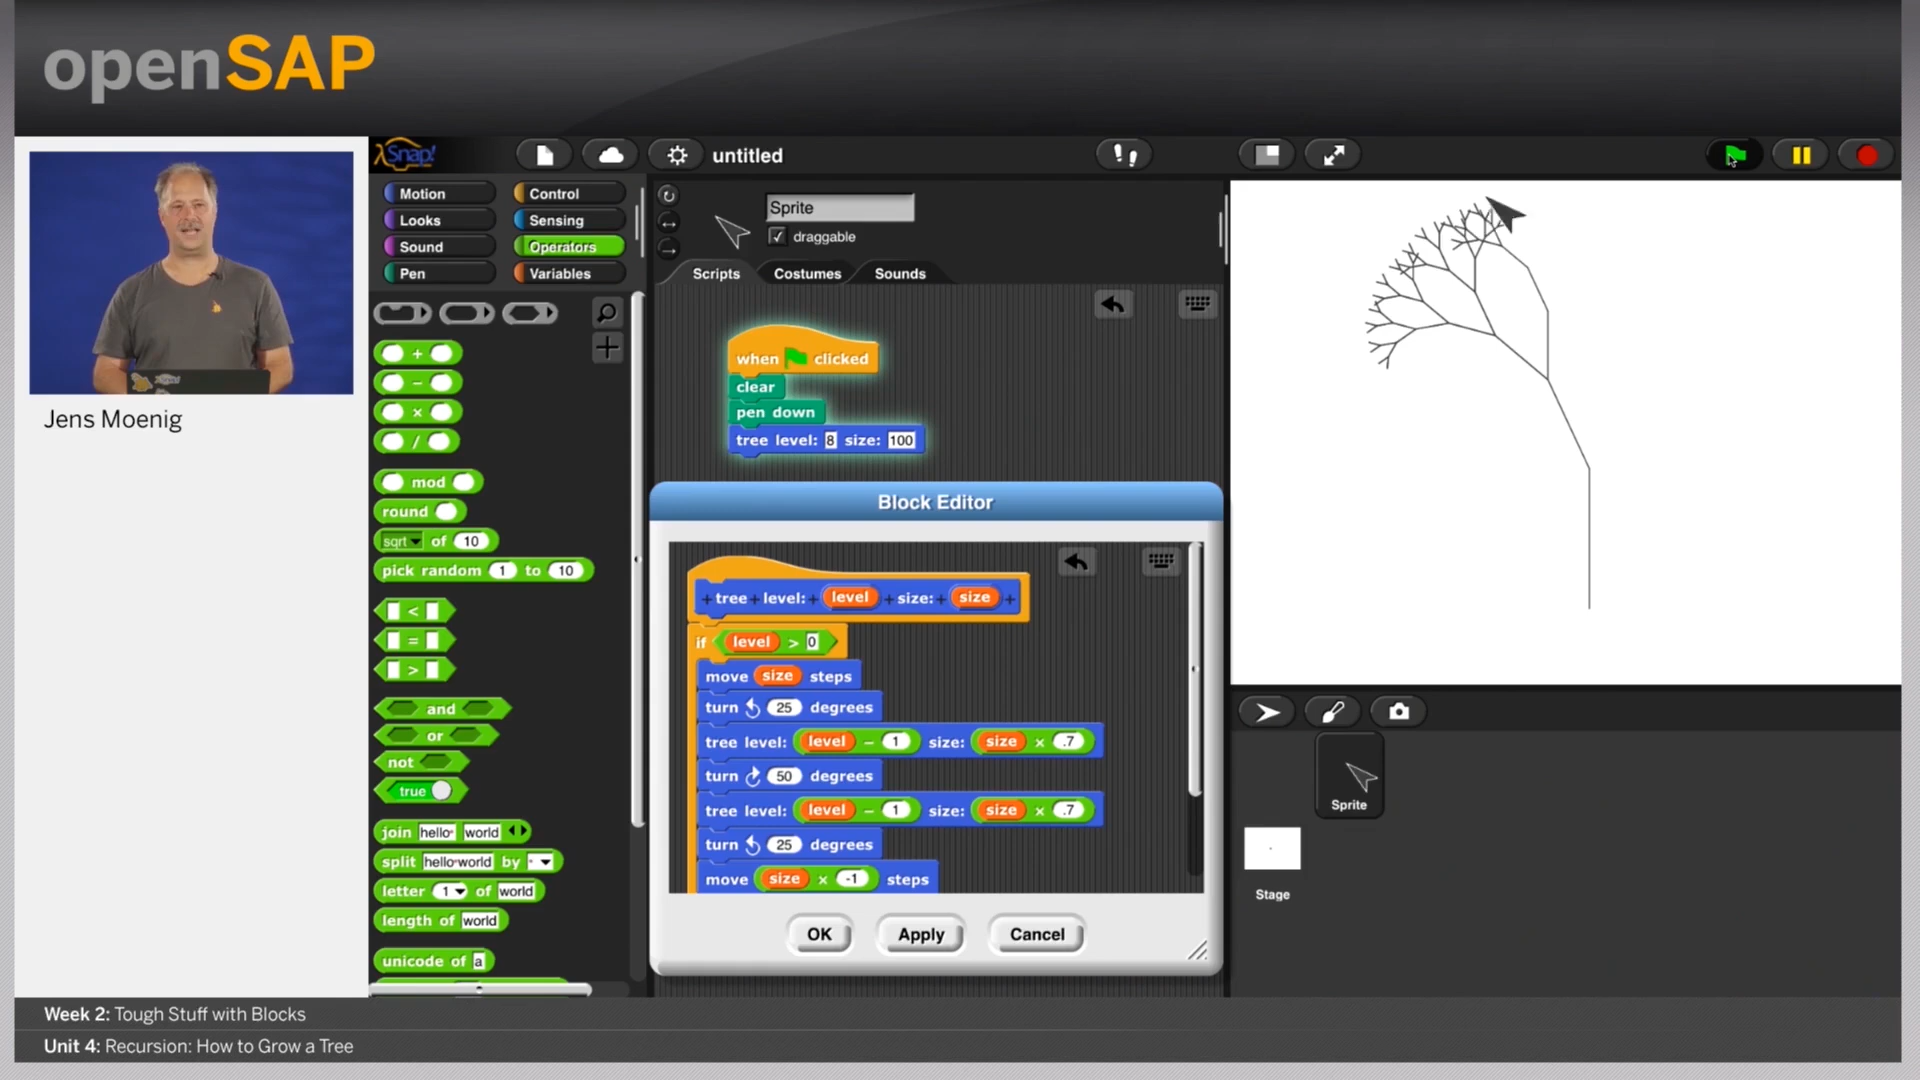 openSAP
Jens Moenig
Snap!
untitled
Motion
Control
Looks
Sensing
Sound
Operators
Pen
Variables
Sprite
draggable
Scripts
Costumes
Sounds
+
−
×
/
mod
round
sqrt of 10
pick random 1 to 10
<
=
>
and
or
not
true
join hello world
split hello world by
letter 1 of world
length of world
unicode of a
when clicked
clear
pen down
tree level: 8 size: 100
Block Editor
+ tree + level: + level + size: + size +
if level > 0
move size steps
turn 25 degrees
tree level: level − 1 size: size × .7
turn 50 degrees
tree level: level − 1 size: size × .7
turn 25 degrees
move size × -1 steps
OK
Apply
Cancel
Sprite
Stage
Week 2: Tough Stuff with Blocks
Unit 4: Recursion: How to Grow a Tree